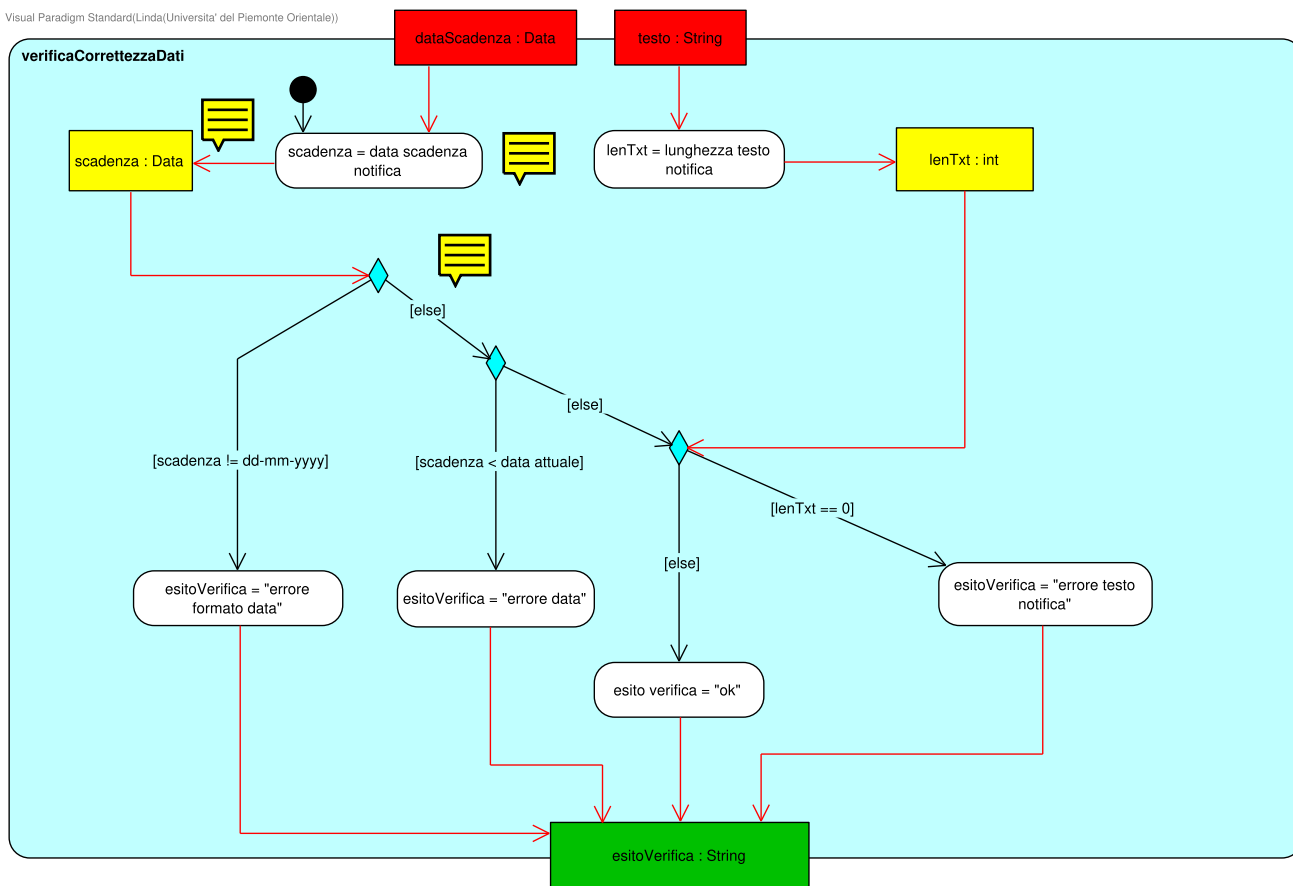 Visual Paradigm Standard(Linda(Universita' del Piemonte Orientale))
dataScadenza : Data
testo : String
verificaCorrettezzaDati
scadenza : Data
scadenza = data scadenza
notifica
lenTxt = lunghezza testo
notifica
lenTxt : int
[else]
[else]
[scadenza != dd-mm-yyyy]
[scadenza < data attuale]
[lenTxt == 0]
[else]
esitoVerifica = "errore
formato data"
esitoVerifica = "errore data"
esitoVerifica = "errore testo
notifica"
esito verifica = "ok"
esitoVerifica : String